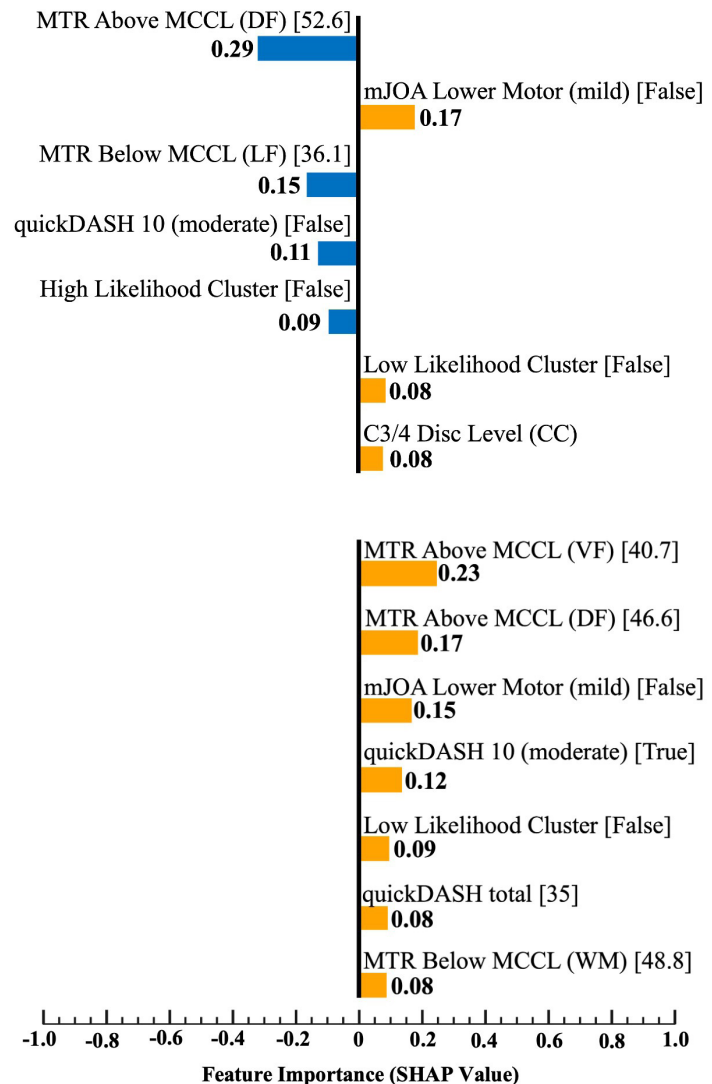 MTR Above MCCL (DF) [52.6]
0.29
mJOA Lower Motor (mild) [False]
0.17
MTR Below MCCL (LF) [36.1]
0.15
quickDASH 10 (moderate) [False]
0.11
High Likelihood Cluster [False]
0.09
Low Likelihood Cluster [False]
0.08
C3/4 Disc Level (CC)
0.08
MTR Above MCCL (VF) [40.7]
0.23
MTR Above MCCL (DF) [46.6]
0.17
mJOA Lower Motor (mild) [False]
0.15
quickDASH 10 (moderate) [True]
0.12
Low Likelihood Cluster [False]
0.09
quickDASH total [35]
0.08
MTR Below MCCL (WM) [48.8]
0.08
-1.0 -0.8 -0.6 -0.4 -0.2 0 0.2 0.4 0.6 0.8 1.0
Feature Importance (SHAP Value)